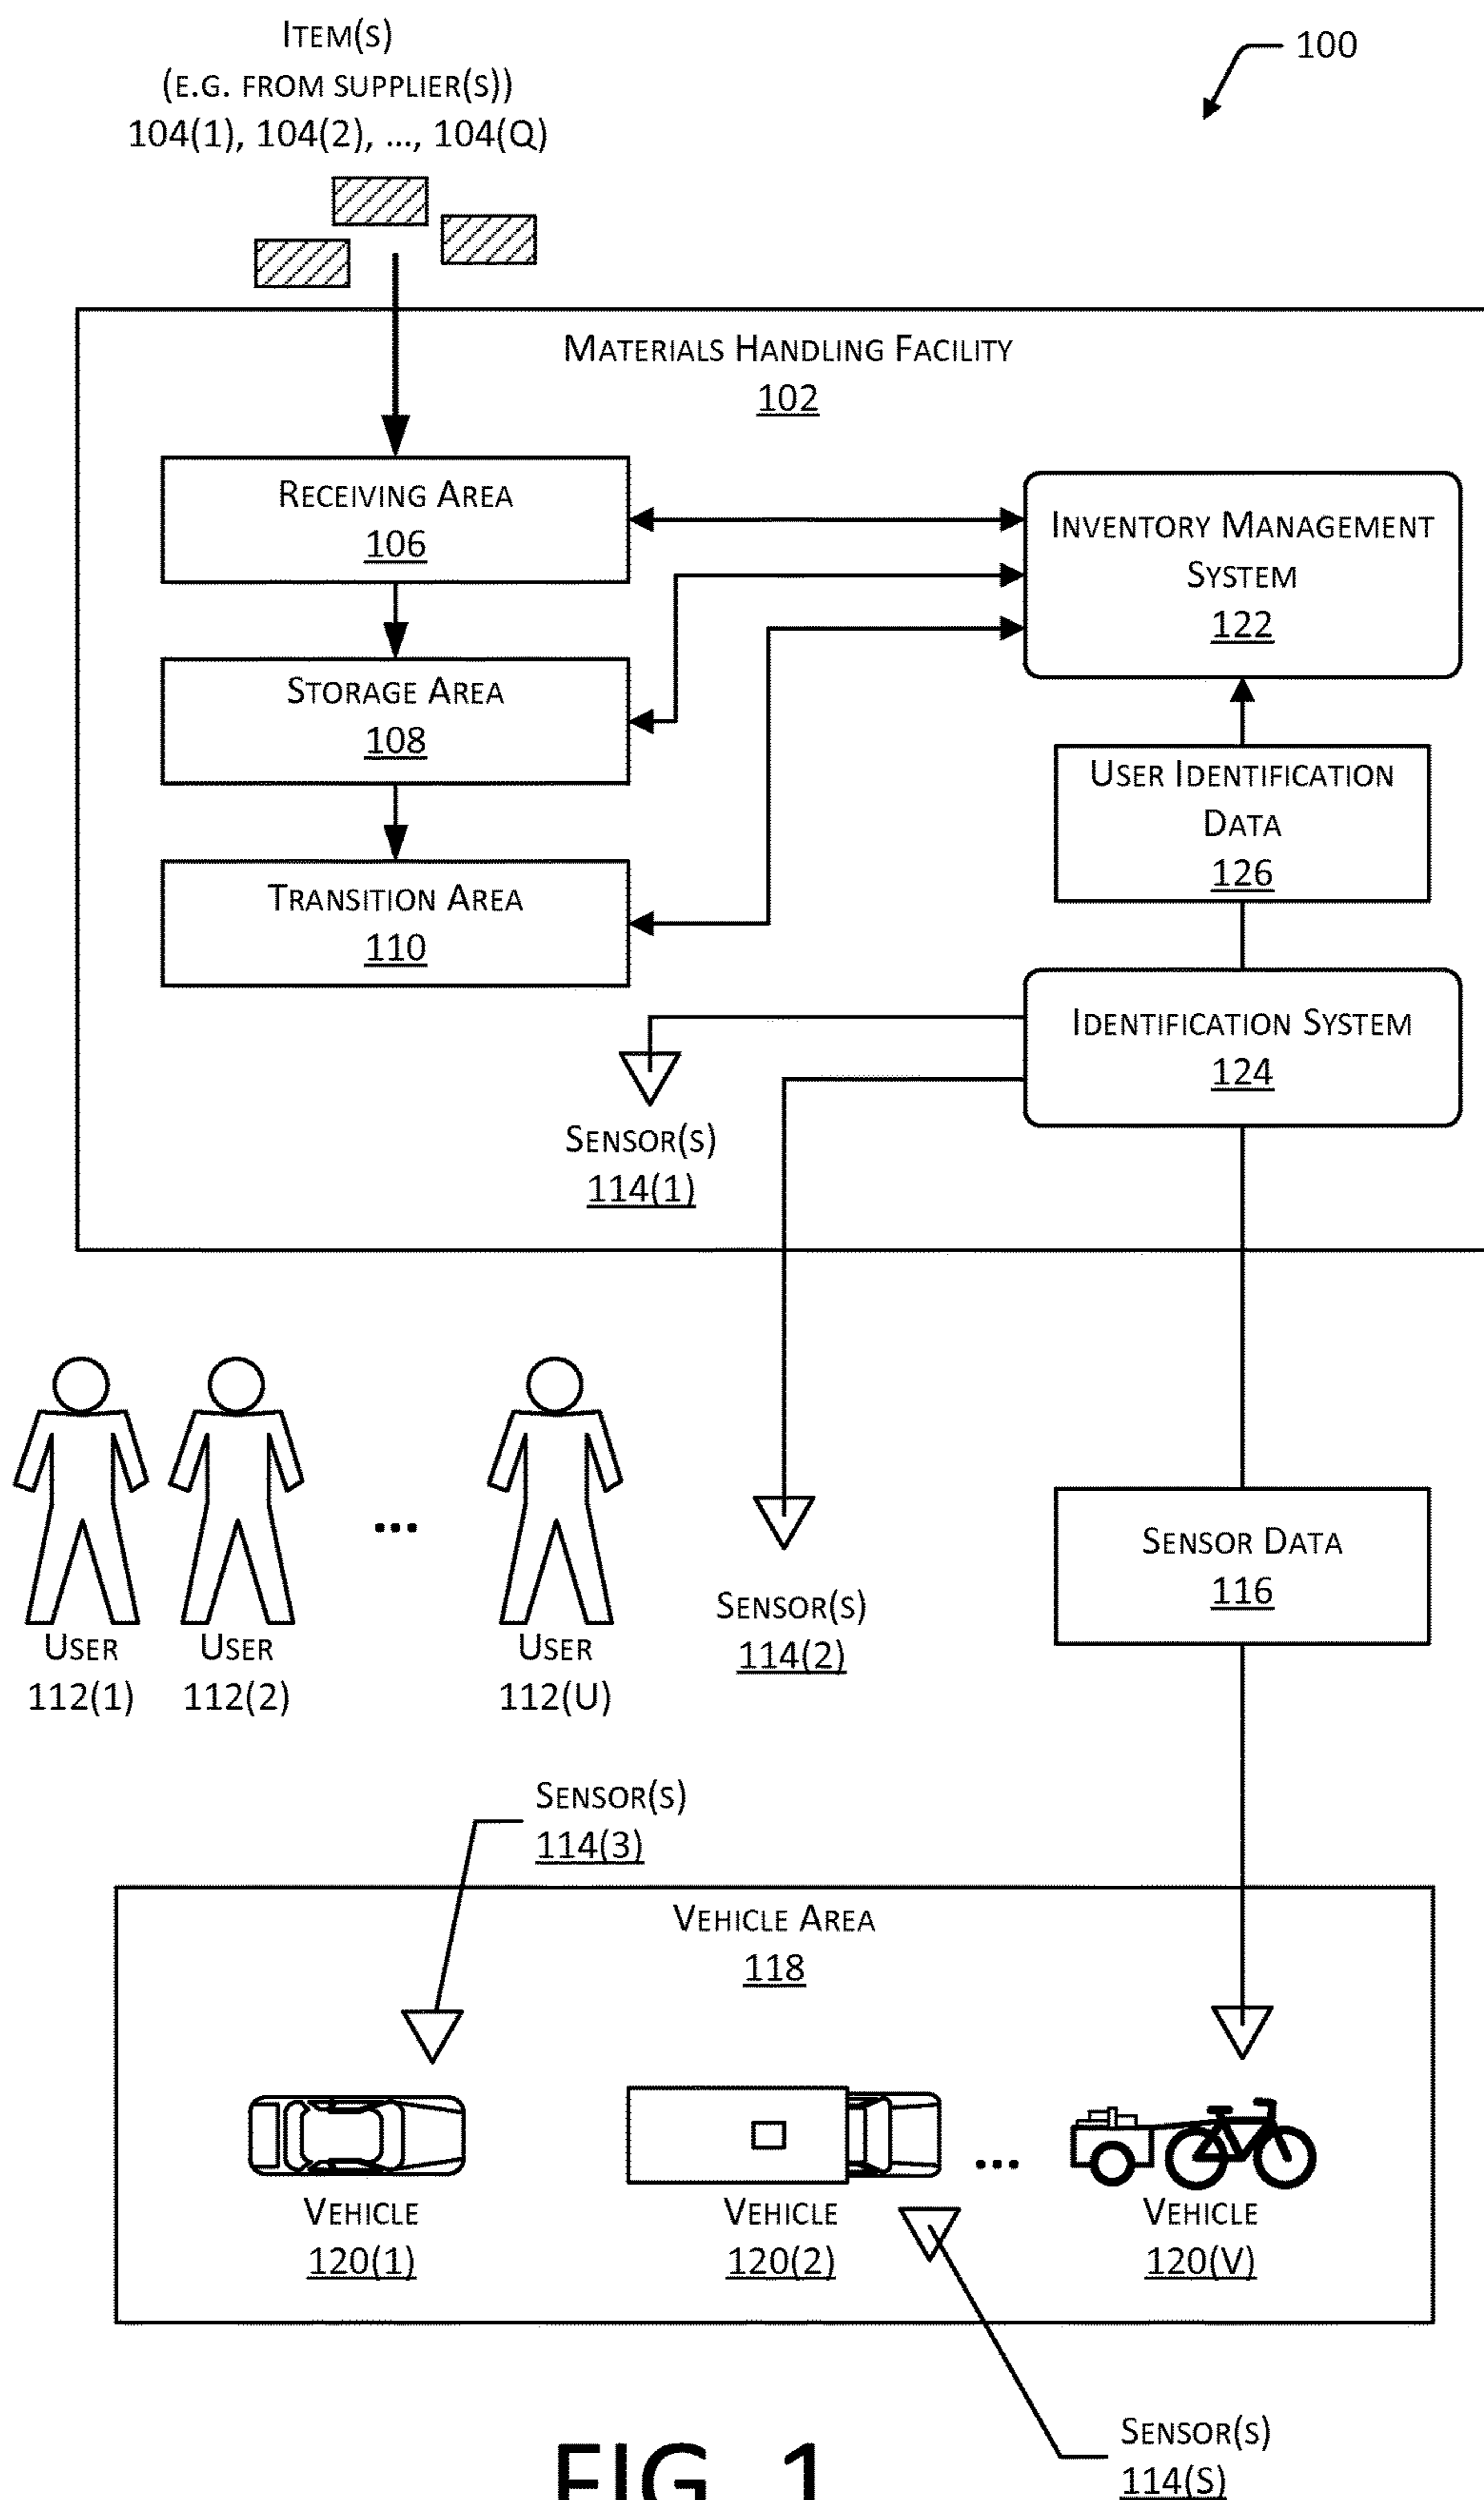 ITEM(S)
(E.G. FROM SUPPLIER(S))
104(1), 104(2), ..., 104(Q)
100
MATERIALS HANDLING FACILITY
102
RECEIVING AREA
106
INVENTORY MANAGEMENT
SYSTEM
122
STORAGE AREA
108
USER IDENTIFICATION
DATA
126
TRANSITION AREA
110
IDENTIFICATION SYSTEM
124
SENSOR(S)
114(1)
...
SENSOR DATA
116
SENSOR(S)
114(2)
USER
112(1)
USER
112(2)
USER
112(U)
SENSOR(S)
114(3)
VEHICLE AREA
118
...
VEHICLE
120(1)
VEHICLE
120(2)
VEHICLE
120(V)
SENSOR(S)
114(S)
FIG. 1